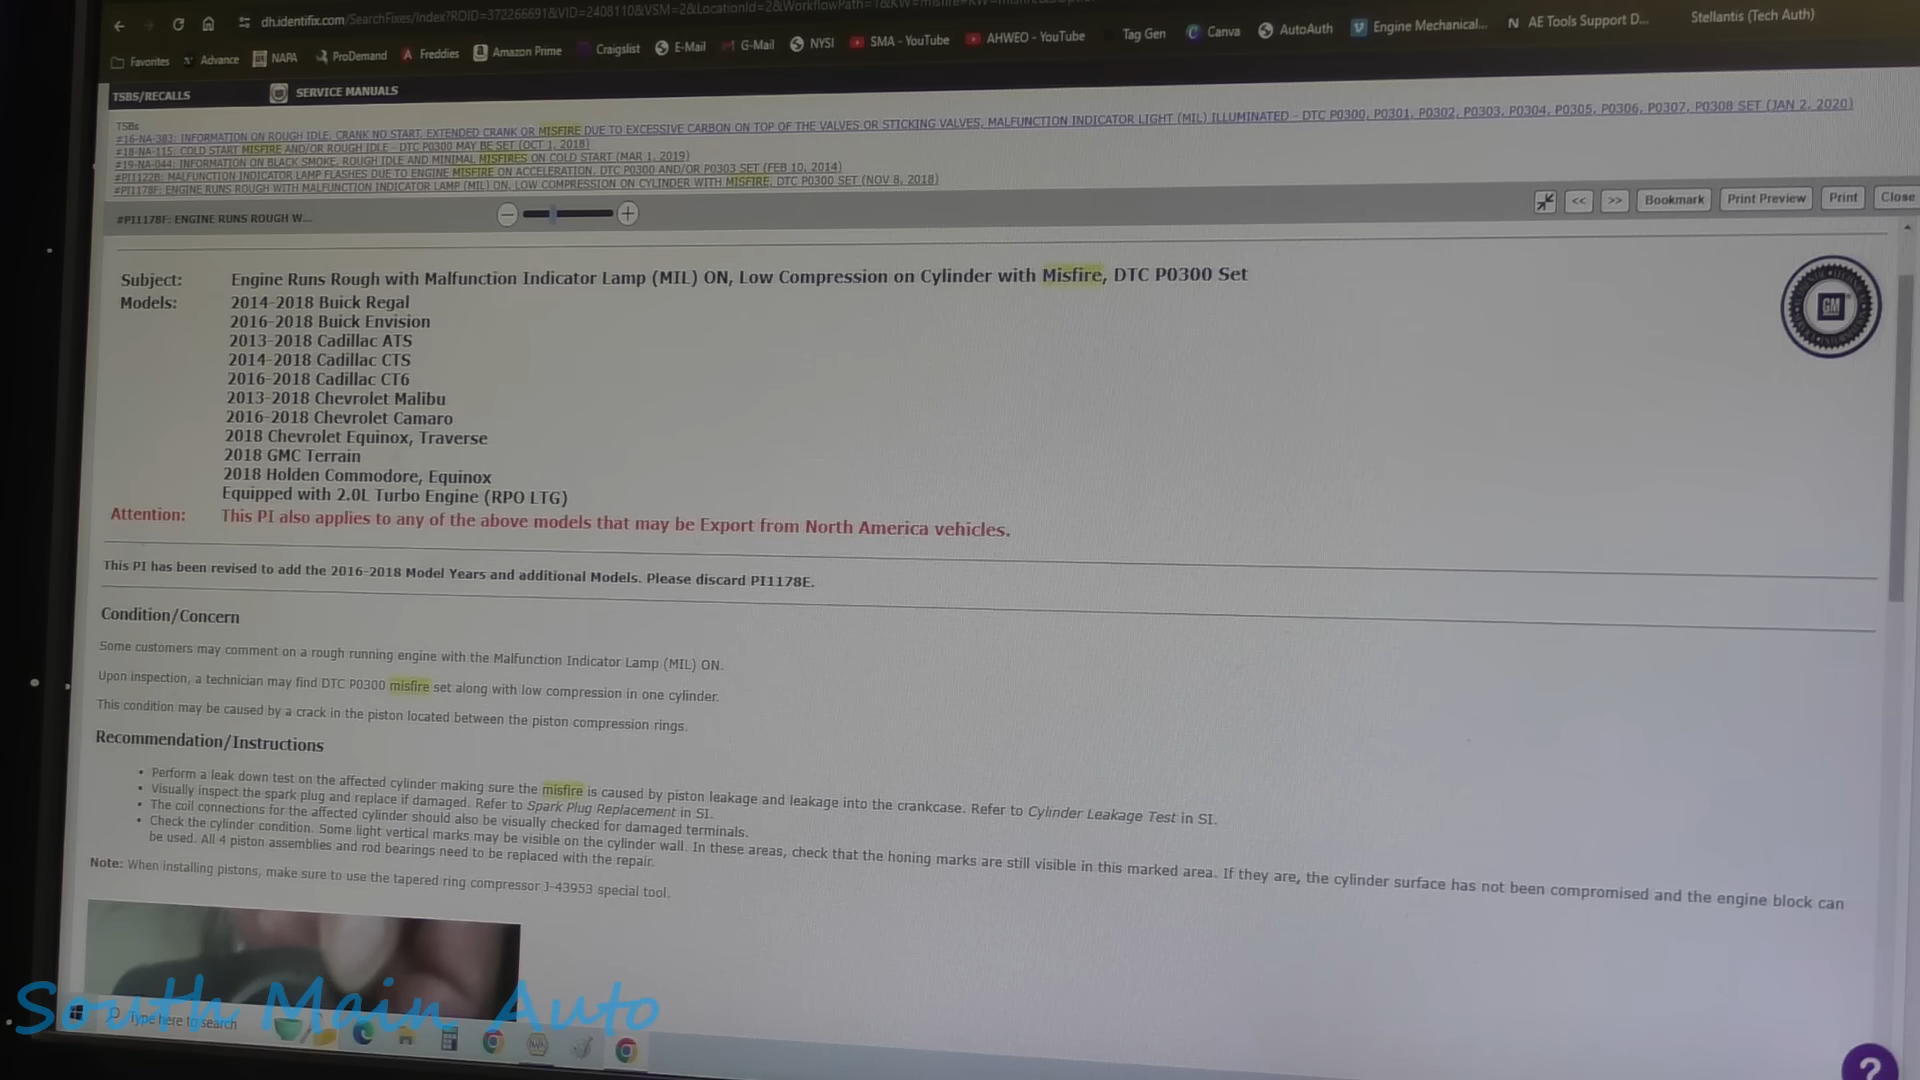 dh.identifix.com/SearchFixes/Index?ROID=372266691&VID=2408110&VSM=2&LocationId=2&WorkflowPath=1&KW=misfire
Favorites Advance NAPA ProDemand Freddies Amazon Prime Craigslist E-Mail G-Mail NYSI SMA - YouTube AHWEO - YouTube Tag Gen Canva AutoAuth Engine Mechanical... AE Tools Support D... Stellantis (Tech Auth)
TSBS/RECALLS SERVICE MANUALS
TSBs
#16-NA-383: INFORMATION ON ROUGH IDLE, CRANK NO START, EXTENDED CRANK OR MISFIRE DUE TO EXCESSIVE CARBON ON TOP OF THE VALVES OR STICKING VALVES, MALFUNCTION INDICATOR LIGHT (MIL) ILLUMINATED - DTC P0300, P0301, P0302, P0303, P0304, P0305, P0306, P0307, P0308 SET (JAN 2, 2020)
#18-NA-115: COLD START MISFIRE AND/OR ROUGH IDLE - DTC P0300 MAY BE SET (OCT 1, 2018)
#19-NA-044: INFORMATION ON BLACK SMOKE, ROUGH IDLE AND MINIMAL MISFIRES ON COLD START (MAR 1, 2019)
#PI1122B: MALFUNCTION INDICATOR LAMP FLASHES DUE TO ENGINE MISFIRE ON ACCELERATION, DTC P0300 AND/OR P0303 SET (FEB 10, 2014)
#PI1178F: ENGINE RUNS ROUGH WITH MALFUNCTION INDICATOR LAMP (MIL) ON, LOW COMPRESSION ON CYLINDER WITH MISFIRE, DTC P0300 SET (NOV 8, 2018)
#PI1178F: ENGINE RUNS ROUGH W...
<< >> Bookmark Print Preview Print Close
Subject: Engine Runs Rough with Malfunction Indicator Lamp (MIL) ON, Low Compression on Cylinder with Misfire, DTC P0300 Set
Models: 2014-2018 Buick Regal
2016-2018 Buick Envision
2013-2018 Cadillac ATS
2014-2018 Cadillac CTS
2016-2018 Cadillac CT6
2013-2018 Chevrolet Malibu
2016-2018 Chevrolet Camaro
2018 Chevrolet Equinox, Traverse
2018 GMC Terrain
2018 Holden Commodore, Equinox
Equipped with 2.0L Turbo Engine (RPO LTG)
GM
Attention: This PI also applies to any of the above models that may be Export from North America vehicles.
This PI has been revised to add the 2016-2018 Model Years and additional Models. Please discard PI1178E.
Condition/Concern
Some customers may comment on a rough running engine with the Malfunction Indicator Lamp (MIL) ON.
Upon inspection, a technician may find DTC P0300 misfire set along with low compression in one cylinder.
This condition may be caused by a crack in the piston located between the piston compression rings.
Recommendation/Instructions
• Perform a leak down test on the affected cylinder making sure the misfire is caused by piston leakage and leakage into the crankcase. Refer to Cylinder Leakage Test in SI.
• Visually inspect the spark plug and replace if damaged. Refer to Spark Plug Replacement in SI.
• The coil connections for the affected cylinder should also be visually checked for damaged terminals.
• Check the cylinder condition. Some light vertical marks may be visible on the cylinder wall. In these areas, check that the honing marks are still visible in this marked area. If they are, the cylinder surface has not been compromised and the engine block can
be used. All 4 piston assemblies and rod bearings need to be replaced with the repair.
Note: When installing pistons, make sure to use the tapered ring compressor J-43953 special tool.
South Main Auto
Type here to search
?